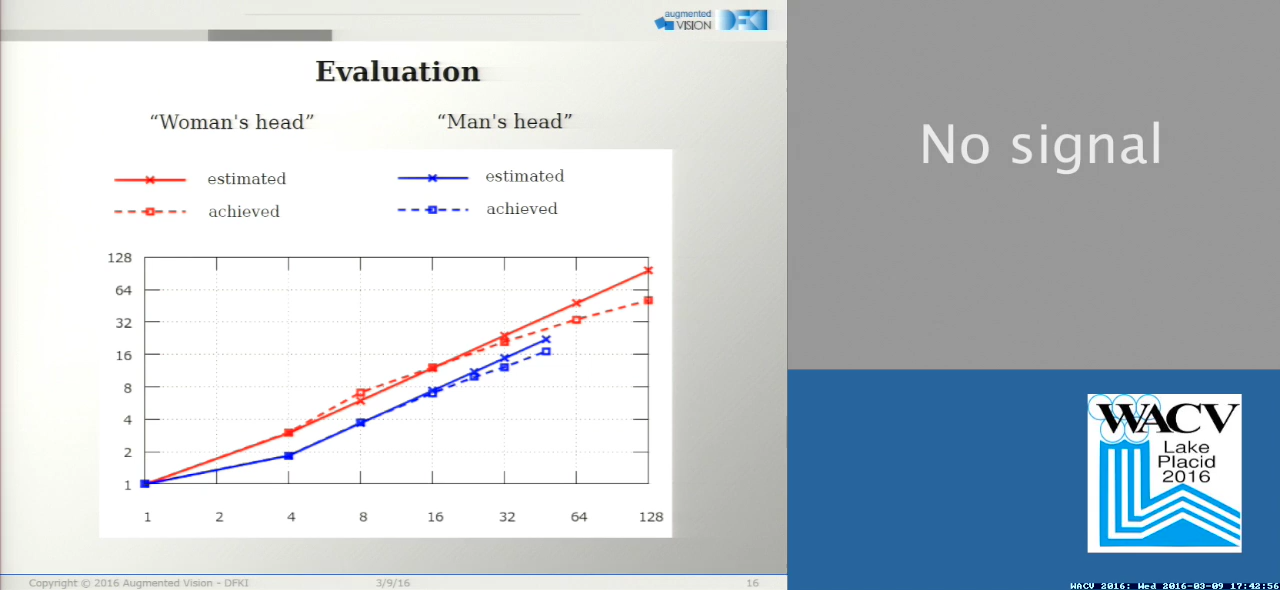 augmented
VISION
DFKI
Evaluation
“Woman's head”
“Man's head”
estimated
achieved
estimated
achieved
128
64
32
16
8
4
2
1
1 2 4 8 16 32 64 128
Copyright © 2016 Augmented Vision - DFKI 3/9/16 16
No signal
WACV
Lake
Placid
2016
WACV 2016: Wed 2016-03-09 17:42:56